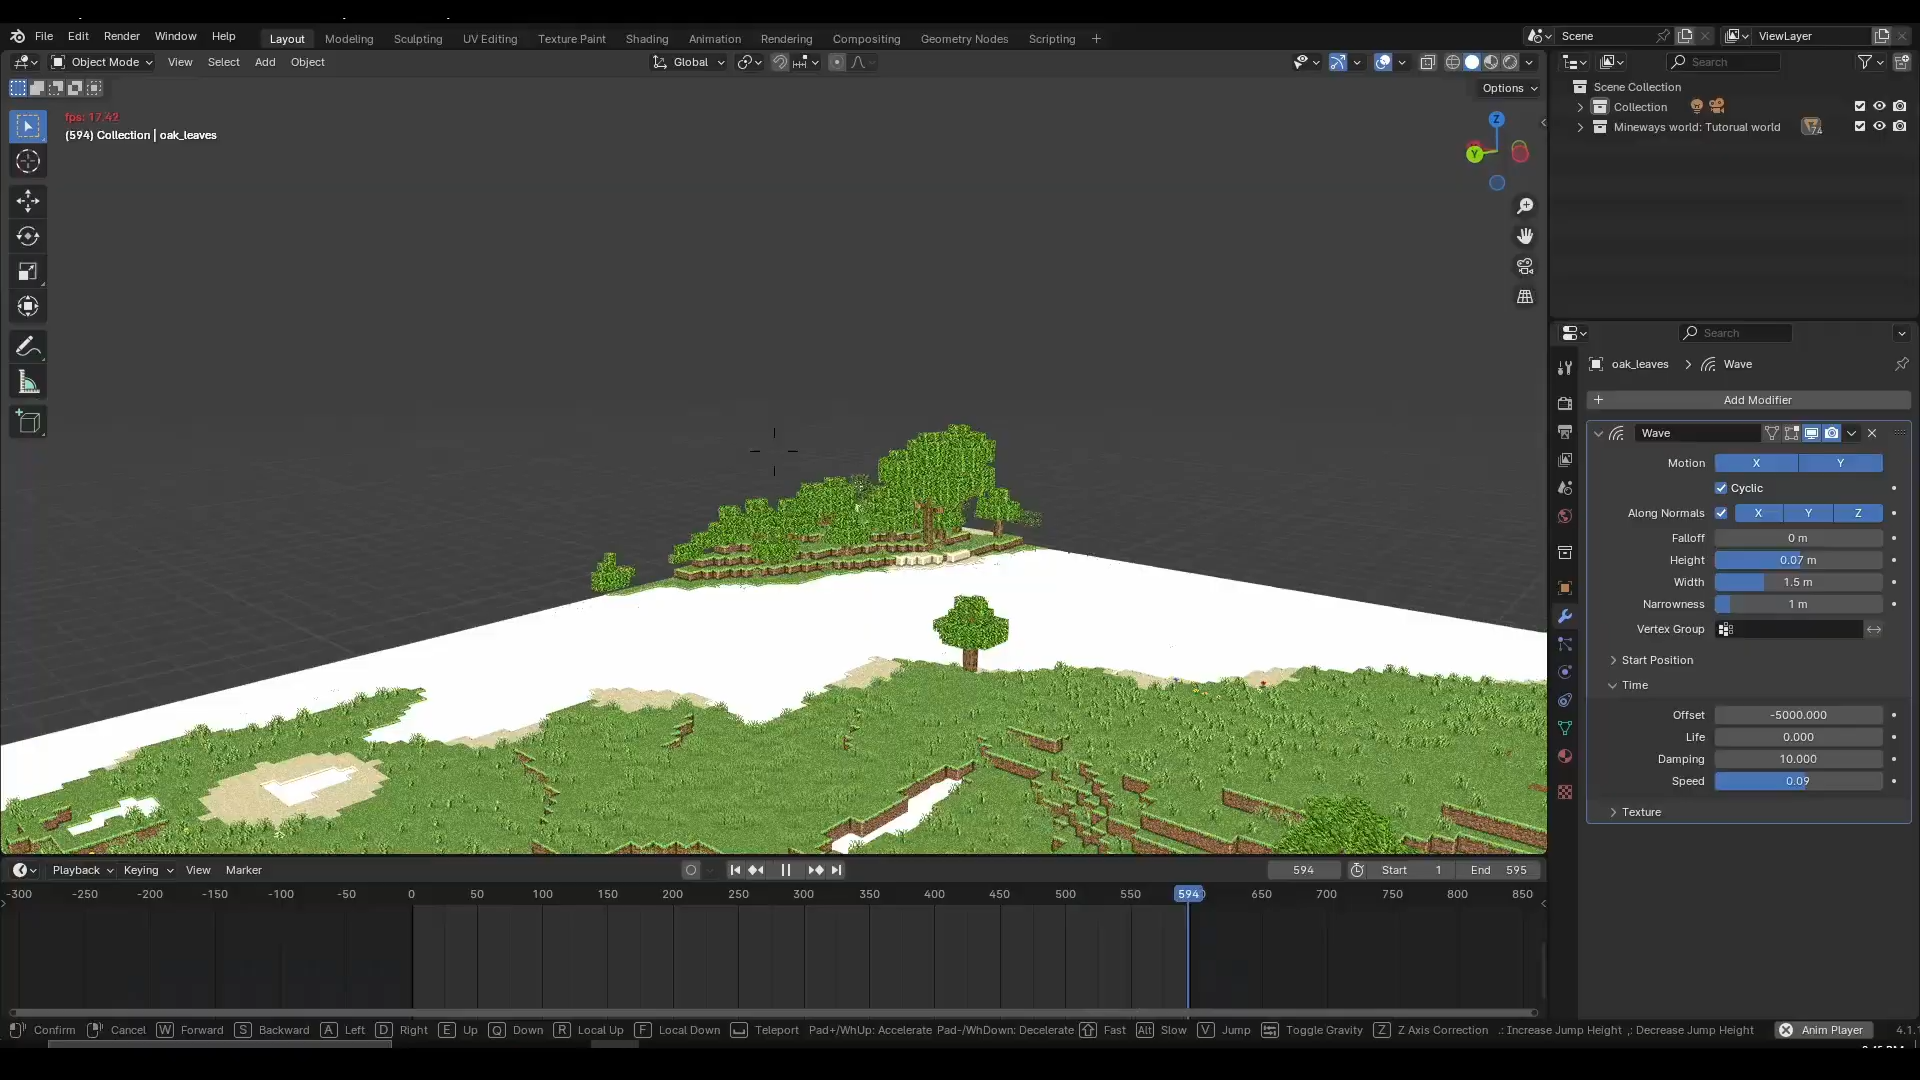 File Edit Render Window Help Layout Modeling Sculpting UV Editing Texture Paint Shading Animation Rendering Compositing Geometry Nodes Scripting + Scene ViewLayer
Object Mode View Select Add Object Global Search
Options
Scene Collection
Collection
Mineways world: Tutorual world 74
fps: 17.42
(594) Collection | oak_leaves
Z
Y
Search
oak_leaves > Wave
+ Add Modifier
Wave
Motion X Y
Cyclic
Along Normals X Y Z
Falloff 0 m
Height 0.07 m
Width 1.5 m
Narrowness 1 m
Vertex Group
Start Position
Time
Offset -5000.000
Life 0.000
Damping 10.000
Speed 0.09
Texture
Playback Keying View Marker 594 Start 1 End 595
-300 -250 -200 -150 -100 -50 0 50 100 150 200 250 300 350 400 450 500 550 594 650 700 750 800 850
Confirm Cancel W Forward S Backward A Left D Right E Up Q Down R Local Up F Local Down Teleport Pad+/WhUp: Accelerate Pad-/WhDown: Decelerate Fast Alt Slow V Jump Toggle Gravity Z Z Axis Correction .: Increase Jump Height ,: Decrease Jump Height Anim Player 4.1.